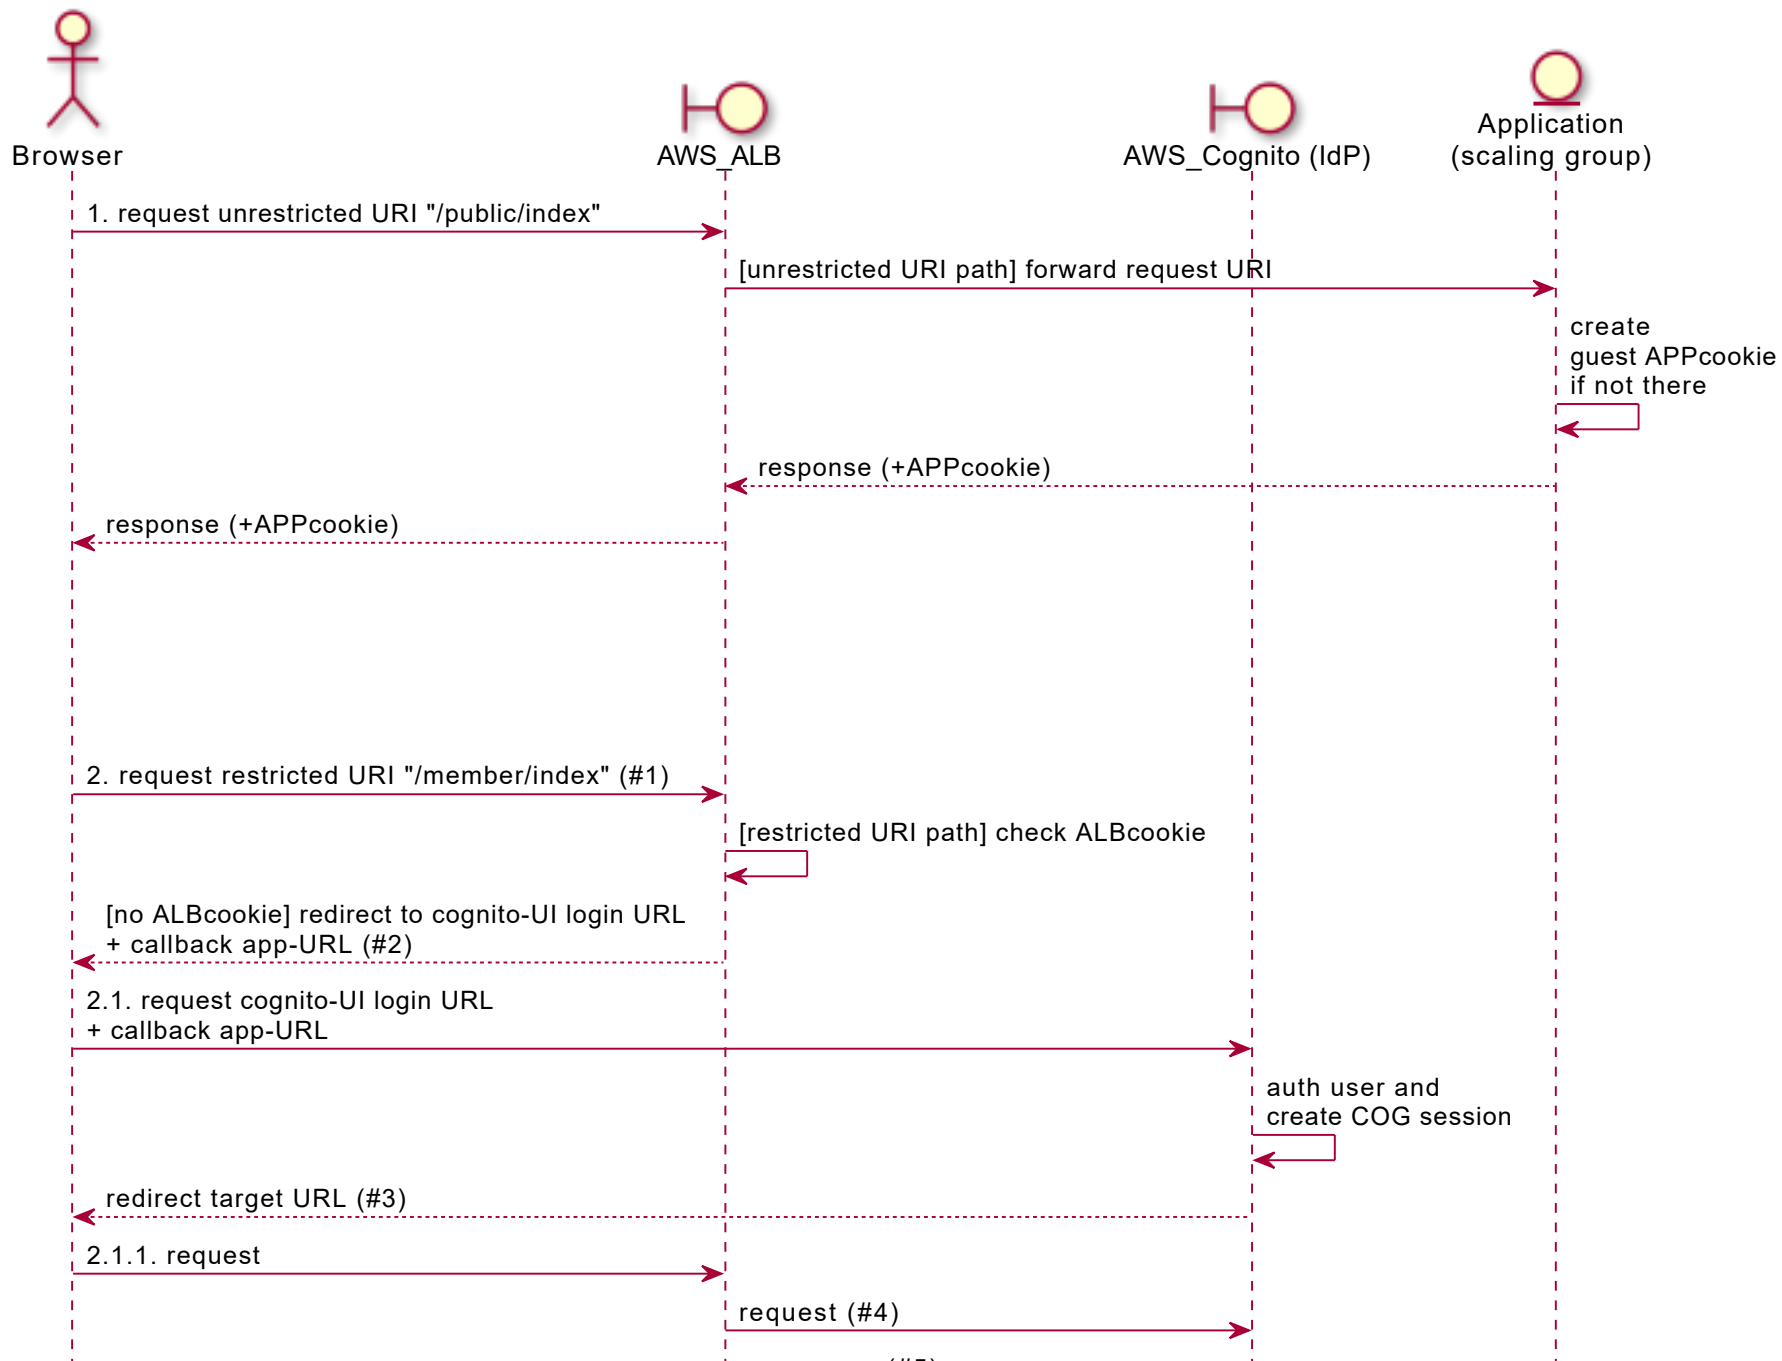 Browser
AWS_ALB
AWS_Cognito (IdP)
Application
(scaling group)
1. request unrestricted URI "/public/index"
[unrestricted URI path] forward request URI
create
guest APPcookie
if not there
response (+APPcookie)
response (+APPcookie)
2. request restricted URI "/member/index" (#1)
[restricted URI path] check ALBcookie
[no ALBcookie] redirect to cognito-UI login URL
+ callback app-URL (#2)
2.1. request cognito-UI login URL
+ callback app-URL
auth user and
create COG session
redirect target URL (#3)
2.1.1. request
request (#4)